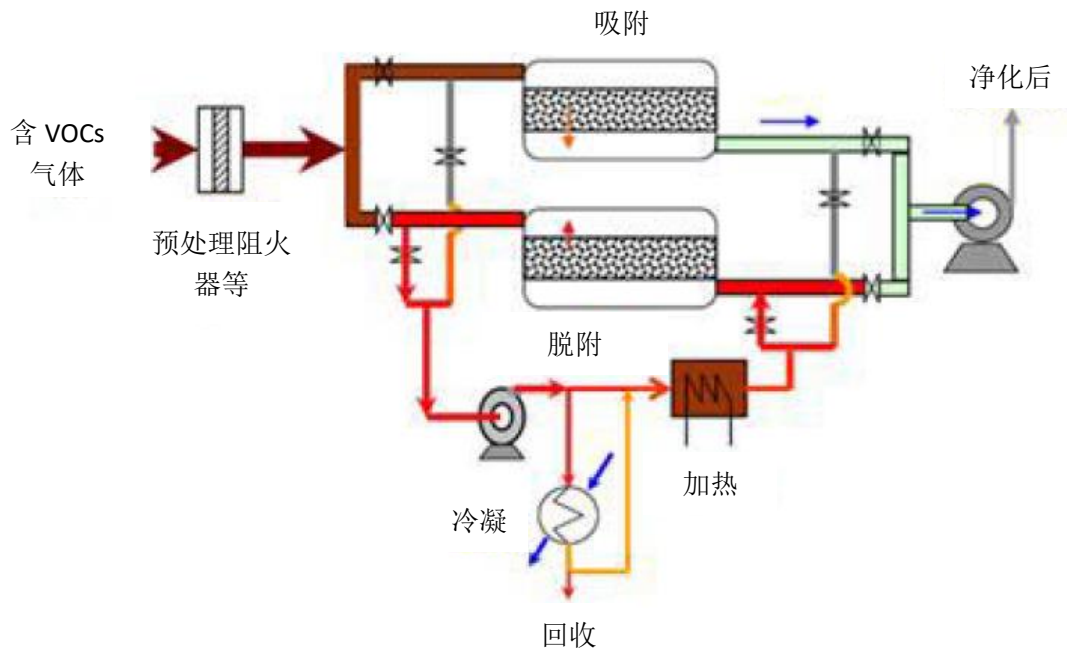 吸附
净化后
含 VOCs
气体
预处理阻火
器等
脱附
加热
冷凝
回收